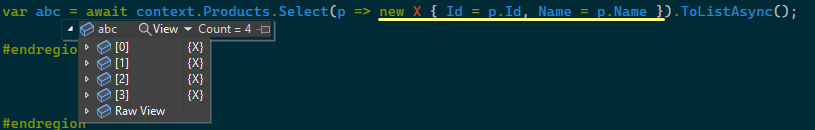 var abc = await context.Products.Select(p => new X { Id = p.Id, Name = p.Name }).ToListAsync();
abc View Count = 4
#endregion
[0] {X}
[1] {X}
[2] {X}
[3] {X}
Raw View
#endregion